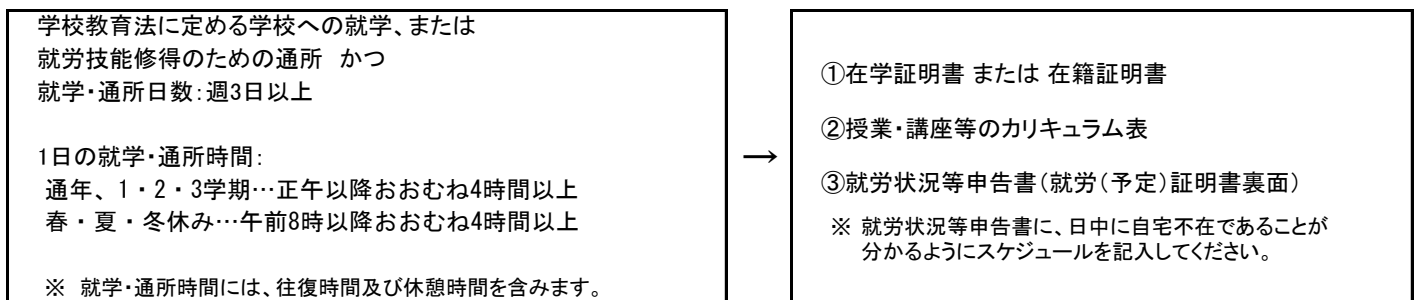 学校教育法に定める学校への就学、または
就労技能修得のための通所　かつ
就学・通所日数：週3日以上
1日の就学・通所時間：
通年、1・2・3学期…正午以降おおむね4時間以上
春・夏・冬休み…午前8時以降おおむね4時間以上
※　就学・通所時間には、往復時間及び休憩時間を含みます。
→
①在学証明書 または 在籍証明書
②授業・講座等のカリキュラム表
③就労状況等申告書（就労（予定）証明書裏面）
※ 就労状況等申告書に、日中に自宅不在であることが
分かるようにスケジュールを記入してください。